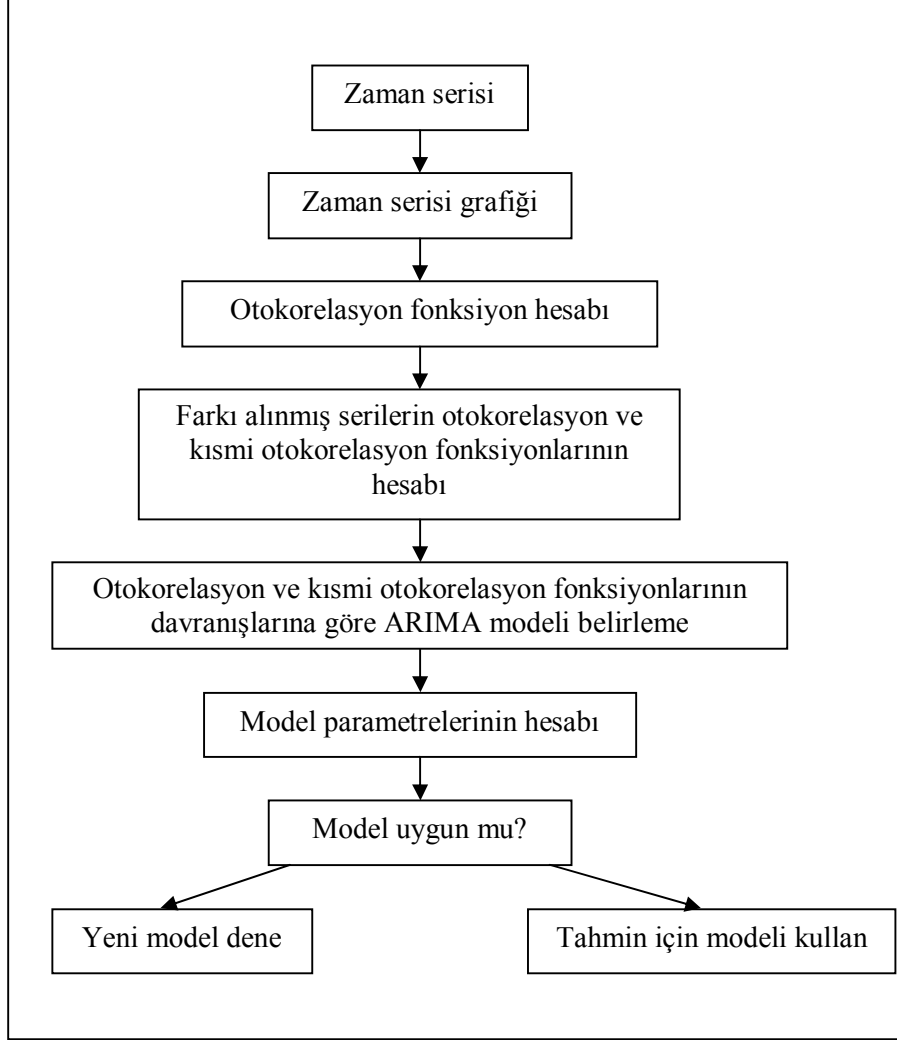 Zaman serisi
Zaman serisi grafiği
Otokorelasyon fonksiyon hesabı
Farkı alınmış serilerin otokorelasyon ve
kısmi otokorelasyon fonksiyonlarının
hesabı
Otokorelasyon ve kısmi otokorelasyon fonksiyonlarının
davranışlarına göre ARIMA modeli belirleme
Model parametrelerinin hesabı
Model uygun mu?
Yeni model dene
Tahmin için modeli kullan